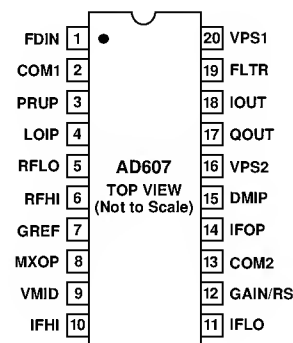 FDIN 1
COM1 2
PRUP 3
LOIP 4
RFLO 5
RFHI 6
GREF 7
MXOP 8
VMID 9
IFHI 10
AD607
TOP VIEW
(Not to Scale)
20 VPS1
19 FLTR
18 IOUT
17 QOUT
16 VPS2
15 DMIP
14 IFOP
13 COM2
12 GAIN/RS
11 IFLO